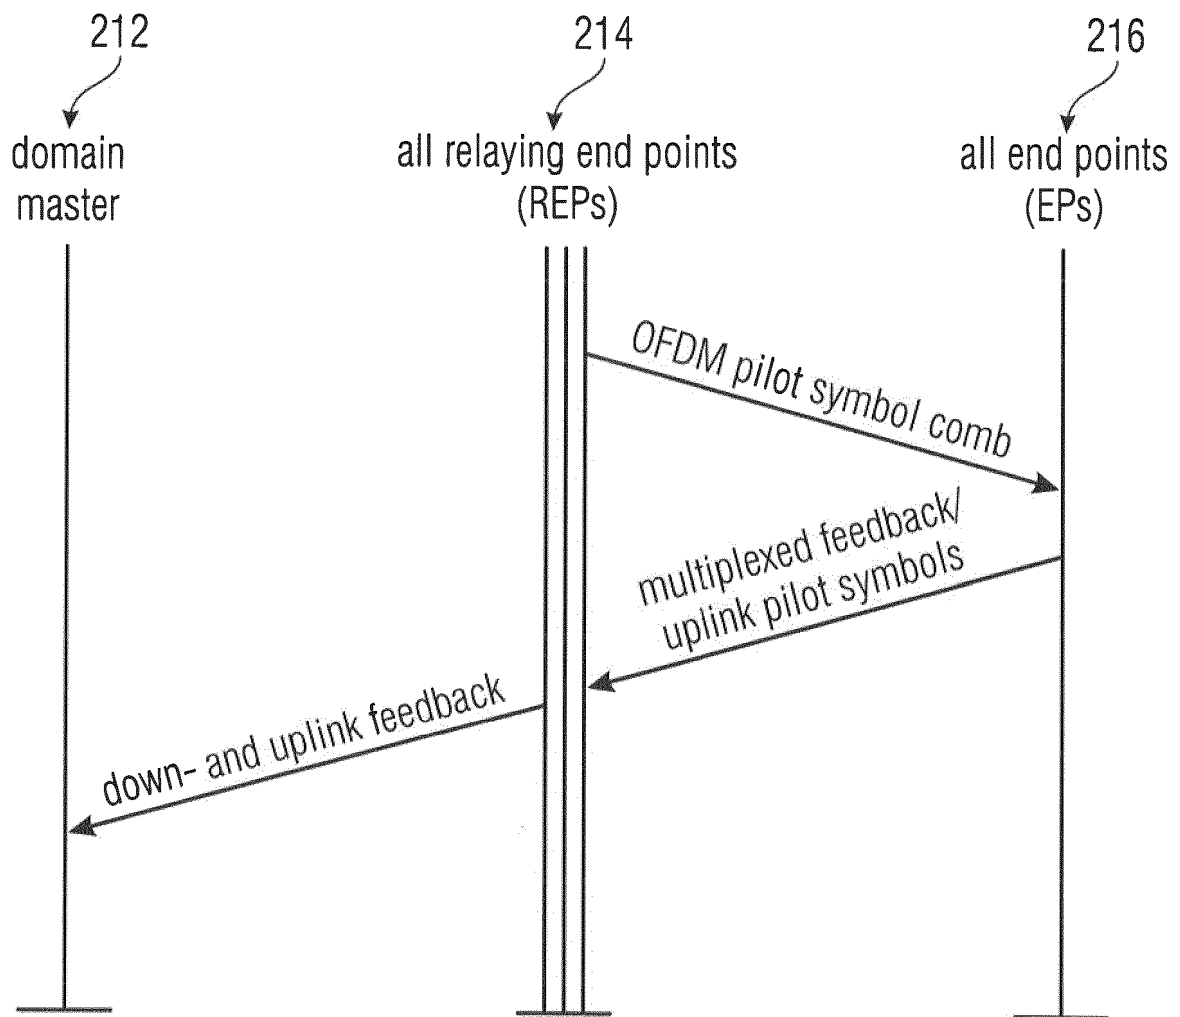 212
214
216
domain
master
all relaying end points
(REPs)
all end points
(EPs)
OFDM pilot symbol comb
multiplexed feedback/
uplink pilot symbols
down- and uplink feedback